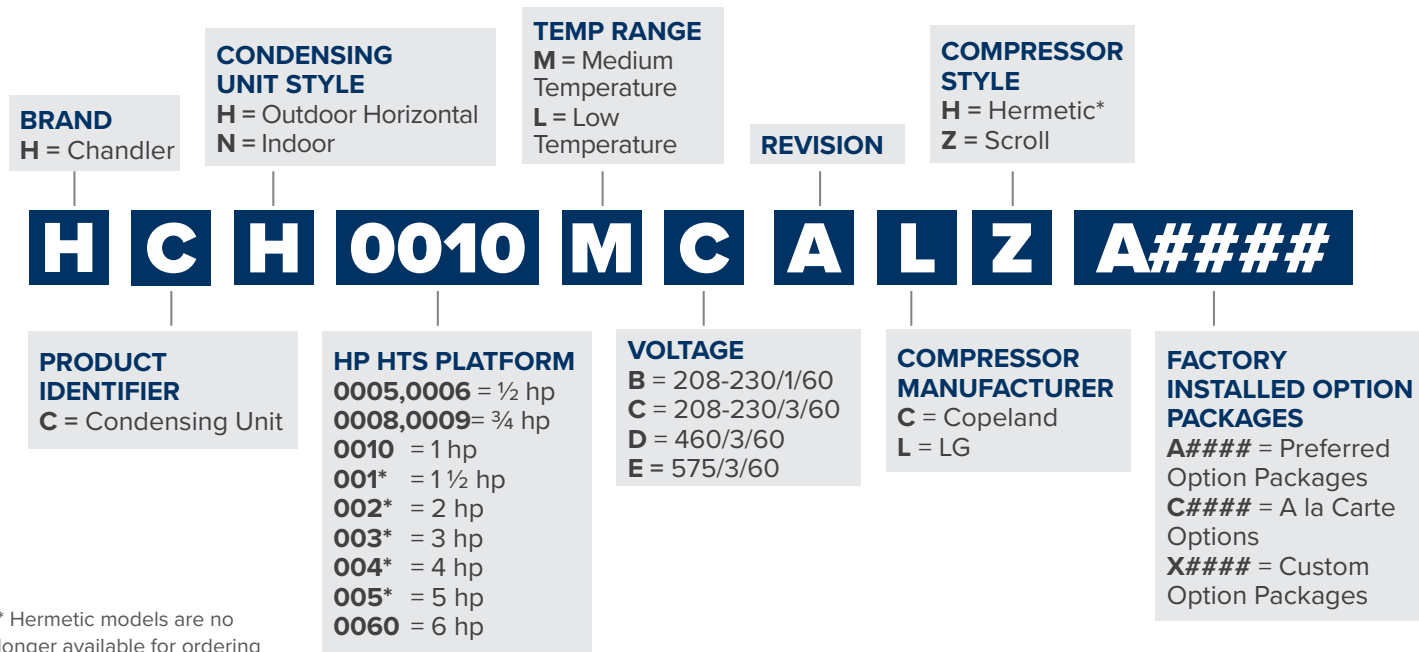 BRAND
H = Chandler
CONDENSING
UNIT STYLE
H = Outdoor Horizontal
N = Indoor
TEMP RANGE
M = Medium
Temperature
L = Low
Temperature
REVISION
COMPRESSOR
STYLE
H = Hermetic*
Z = Scroll
H C H 0010 M C A L Z A####
PRODUCT
IDENTIFIER
C = Condensing Unit
HP HTS PLATFORM
0005,0006 = ½ hp
0008,0009= ¾ hp
0010 = 1 hp
001* = 1 ½ hp
002* = 2 hp
003* = 3 hp
004* = 4 hp
005* = 5 hp
0060 = 6 hp
VOLTAGE
B = 208-230/1/60
C = 208-230/3/60
D = 460/3/60
E = 575/3/60
COMPRESSOR
MANUFACTURER
C = Copeland
L = LG
FACTORY
INSTALLED OPTION
PACKAGES
A#### = Preferred
Option Packages
C#### = A la Carte
Options
X#### = Custom
Option Packages
* Hermetic models are no
longer available for ordering